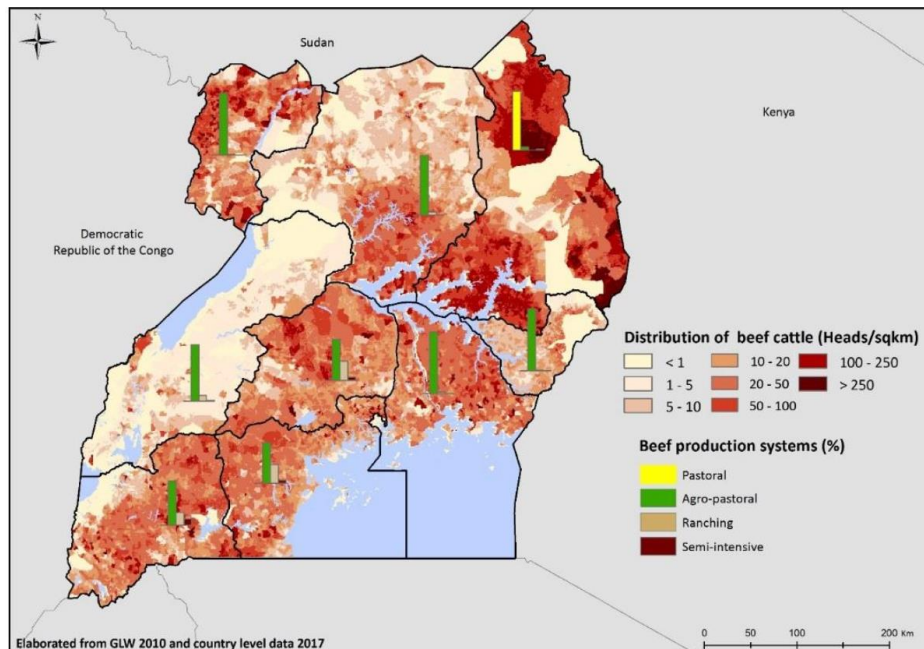 N
Sudan
Kenya
Democratic
Republic of the Congo
Distribution of beef cattle (Heads/sqkm)
< 1
10 - 20
100 - 250
1 - 5
20 - 50
> 250
5 - 10
50 - 100
Beef production systems (%)
Pastoral
Agro-pastoral
Ranching
Semi-intensive
Elaborated from GLW 2010 and country level data 2017
0
50
100
150
200 Km